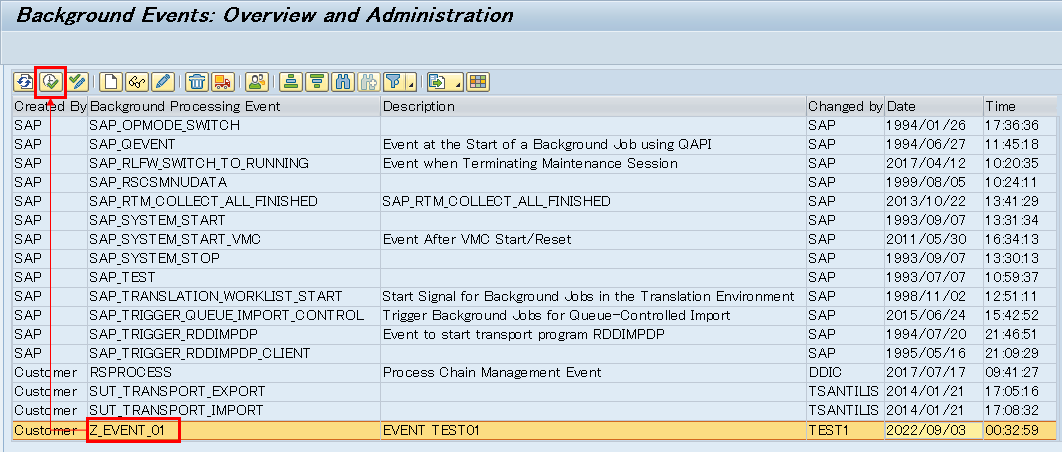 Background Events: Overview and Administration
Created By Background Processing Event Description Changed by Date Time
SAP SAP_OPMODE_SWITCH SAP 1994/01/26 17:36:36
SAP SAP_QEVENT Event at the Start of a Background Job using QAPI SAP 1994/06/27 11:45:18
SAP SAP_RLFW_SWITCH_TO_RUNNING Event when Terminating Maintenance Session SAP 2017/04/12 10:20:35
SAP SAP_RSCSMNUDATA SAP 1999/08/05 10:24:11
SAP SAP_RTM_COLLECT_ALL_FINISHED SAP_RTM_COLLECT_ALL_FINISHED SAP 2013/10/22 13:41:29
SAP SAP_SYSTEM_START SAP 1993/09/07 13:31:34
SAP SAP_SYSTEM_START_VMC Event After VMC Start/Reset SAP 2011/05/30 16:34:13
SAP SAP_SYSTEM_STOP SAP 1993/09/07 13:30:13
SAP SAP_TEST SAP 1993/07/07 10:59:37
SAP SAP_TRANSLATION_WORKLIST_START Start Signal for Background Jobs in the Translation Environment SAP 1998/11/02 12:51:11
SAP SAP_TRIGGER_QUEUE_IMPORT_CONTROL Trigger Background Jobs for Queue-Controlled Import SAP 2015/06/24 15:42:52
SAP SAP_TRIGGER_RDDIMPDP Event to start transport program RDDIMPDP SAP 1994/07/20 21:46:51
SAP SAP_TRIGGER_RDDIMPDP_CLIENT SAP 1995/05/16 21:09:29
Customer RSPROCESS Process Chain Management Event DDIC 2017/07/17 09:41:27
Customer SUT_TRANSPORT_EXPORT TSANTILIS 2014/01/21 17:05:16
Customer SUT_TRANSPORT_IMPORT TSANTILIS 2014/01/21 17:08:32
Customer Z_EVENT_01 EVENT TEST01 TEST1 2022/09/03 00:32:59